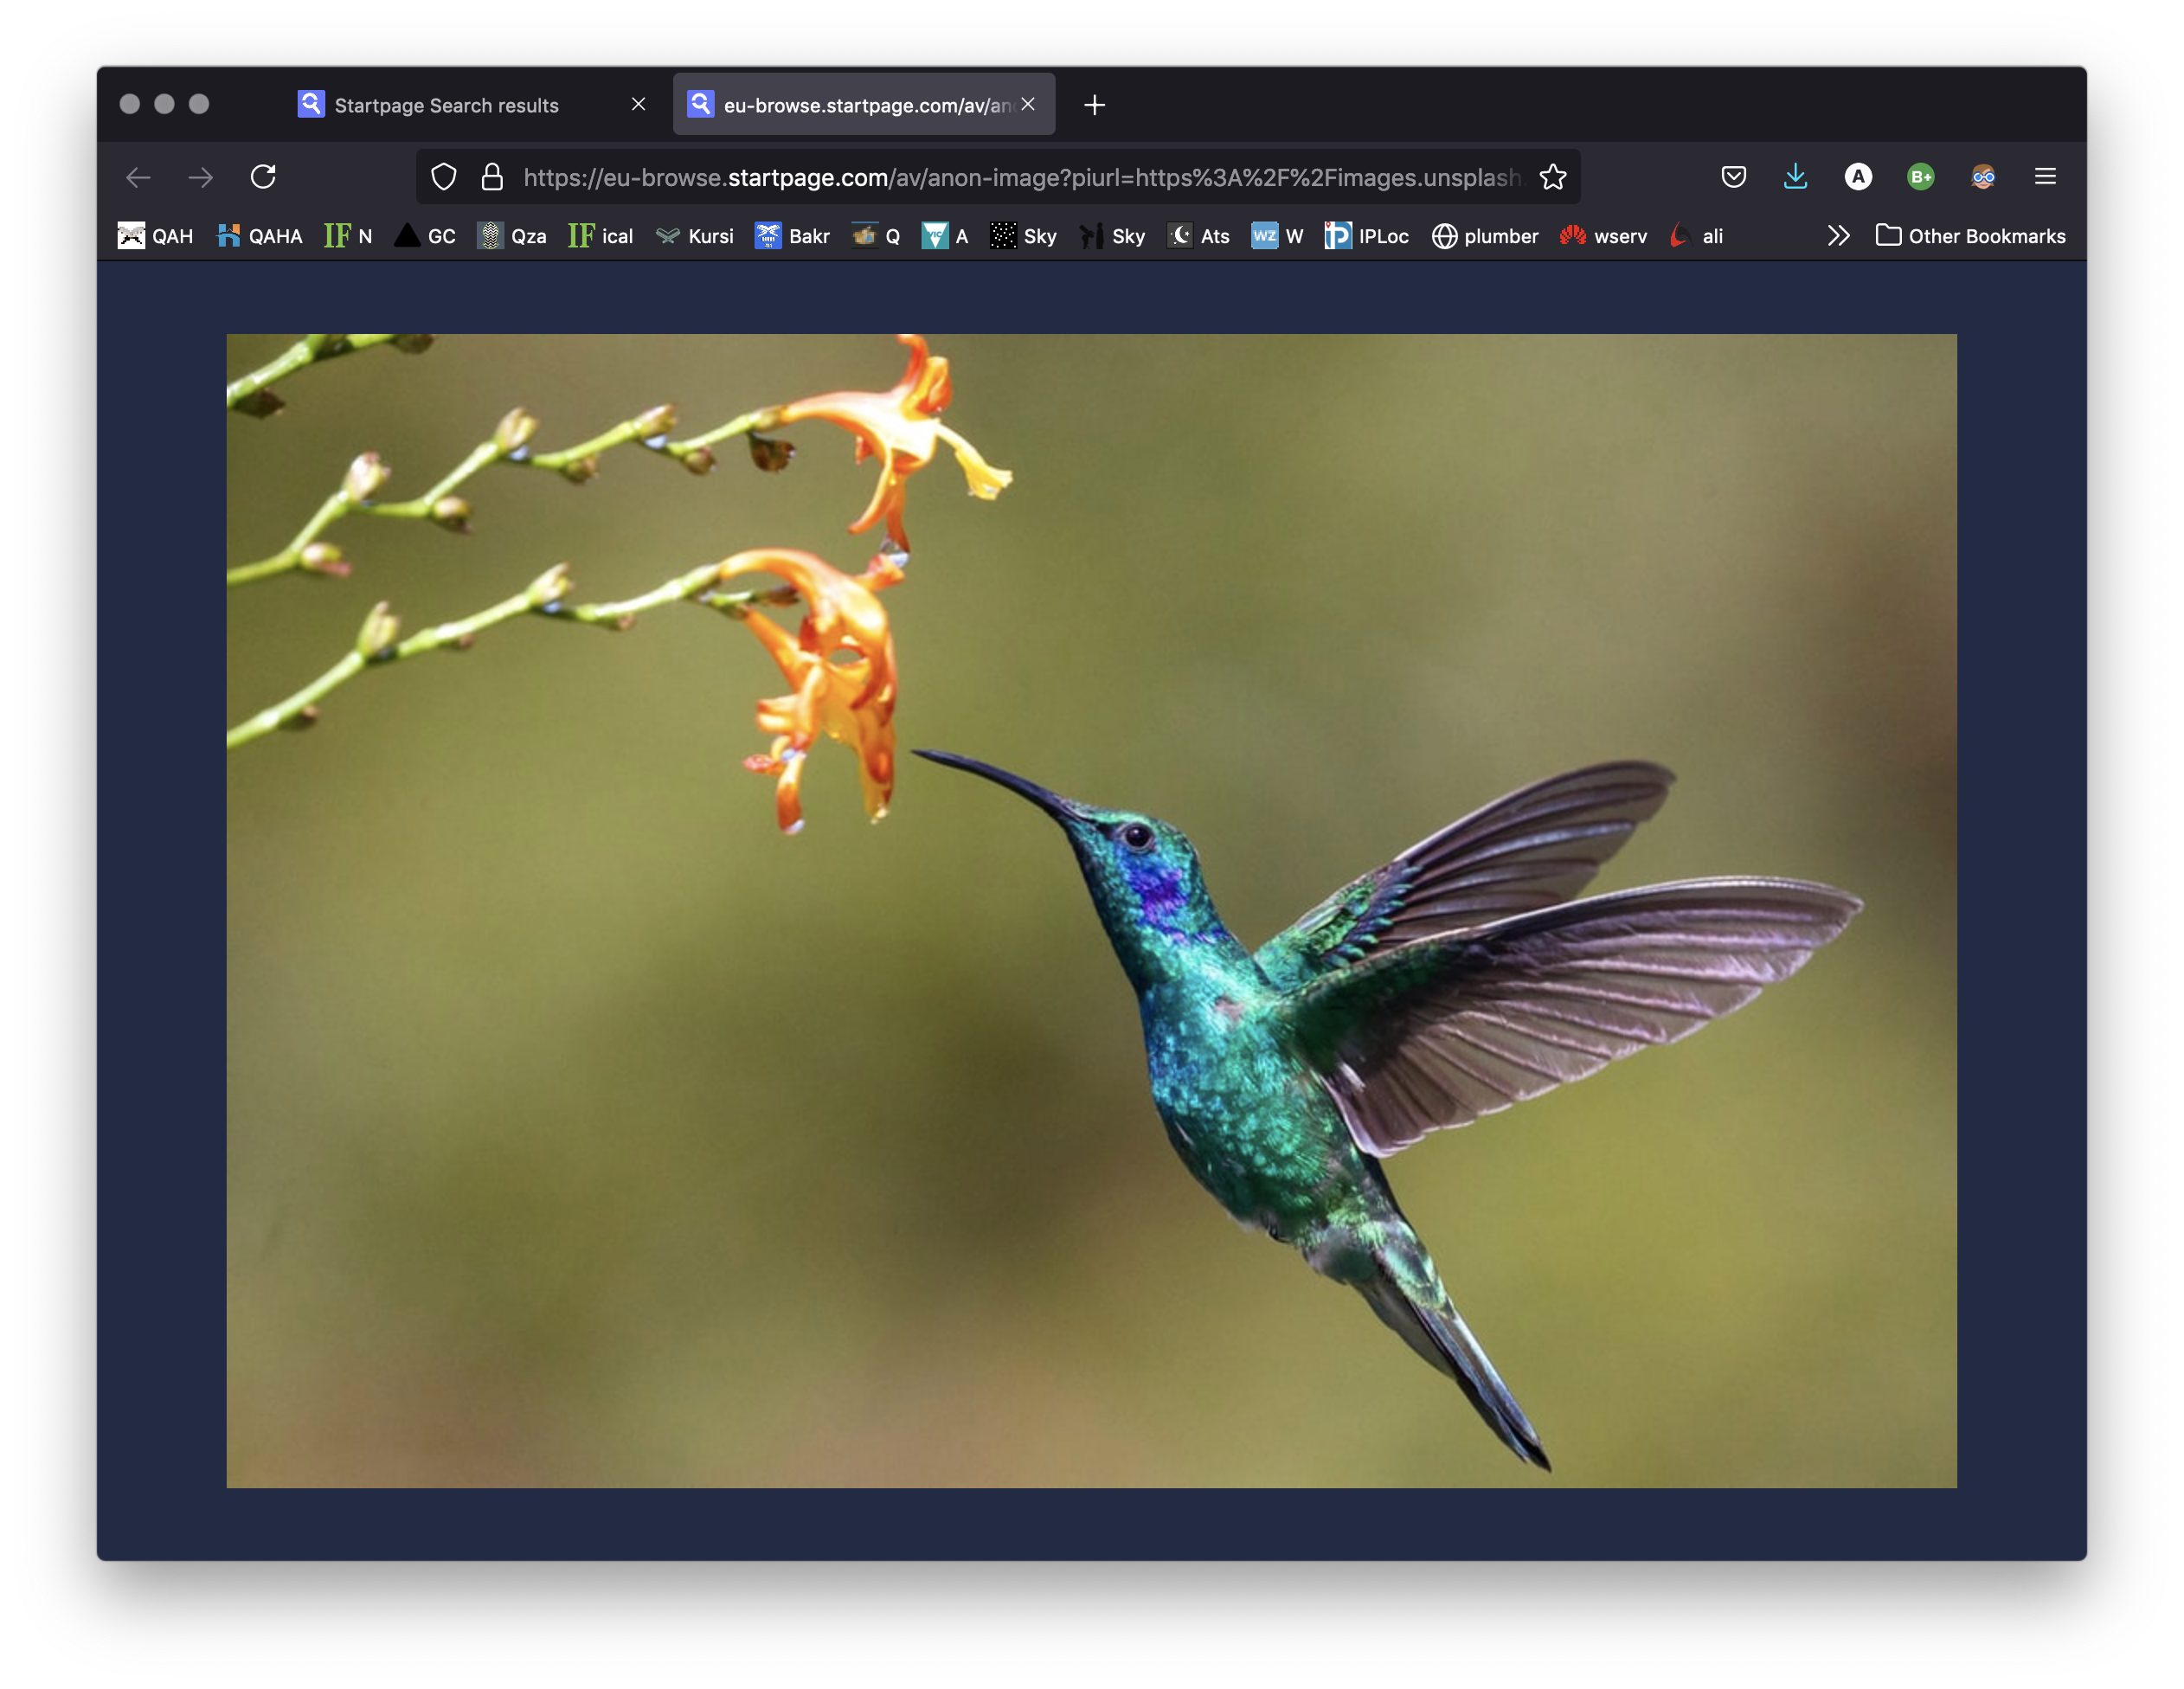 Startpage Search results
eu-browse.startpage.com/av/an
https://eu-browse.startpage.com/av/anon-image?piurl=https%3A%2F%2Fimages.unsplash.
A
B+
QAH QAHA IF N GC Qza IF ical Kursi Bakr Q VIC A Sky Sky Ats WZ W IPLoc plumber wserv ali Other Bookmarks